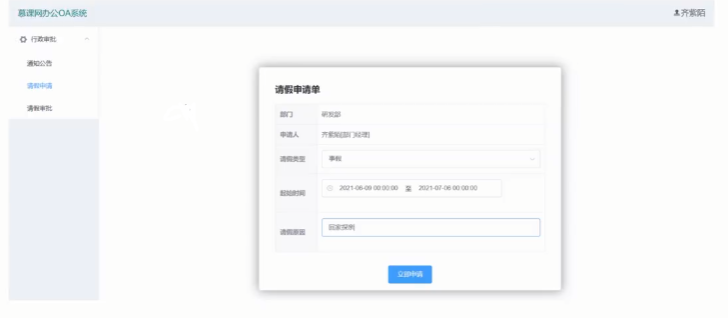 慕课网办公OA系统
齐紫陌
行政审批
通知公告
请假申请
请假审批
请假申请单
部门 研发部
申请人 齐紫陌[部门经理]
请假类型 事假
起始时间 2021-06-09 00:00:00 至 2021-07-06 00:00:00
请假原因 回家探例
立即申请